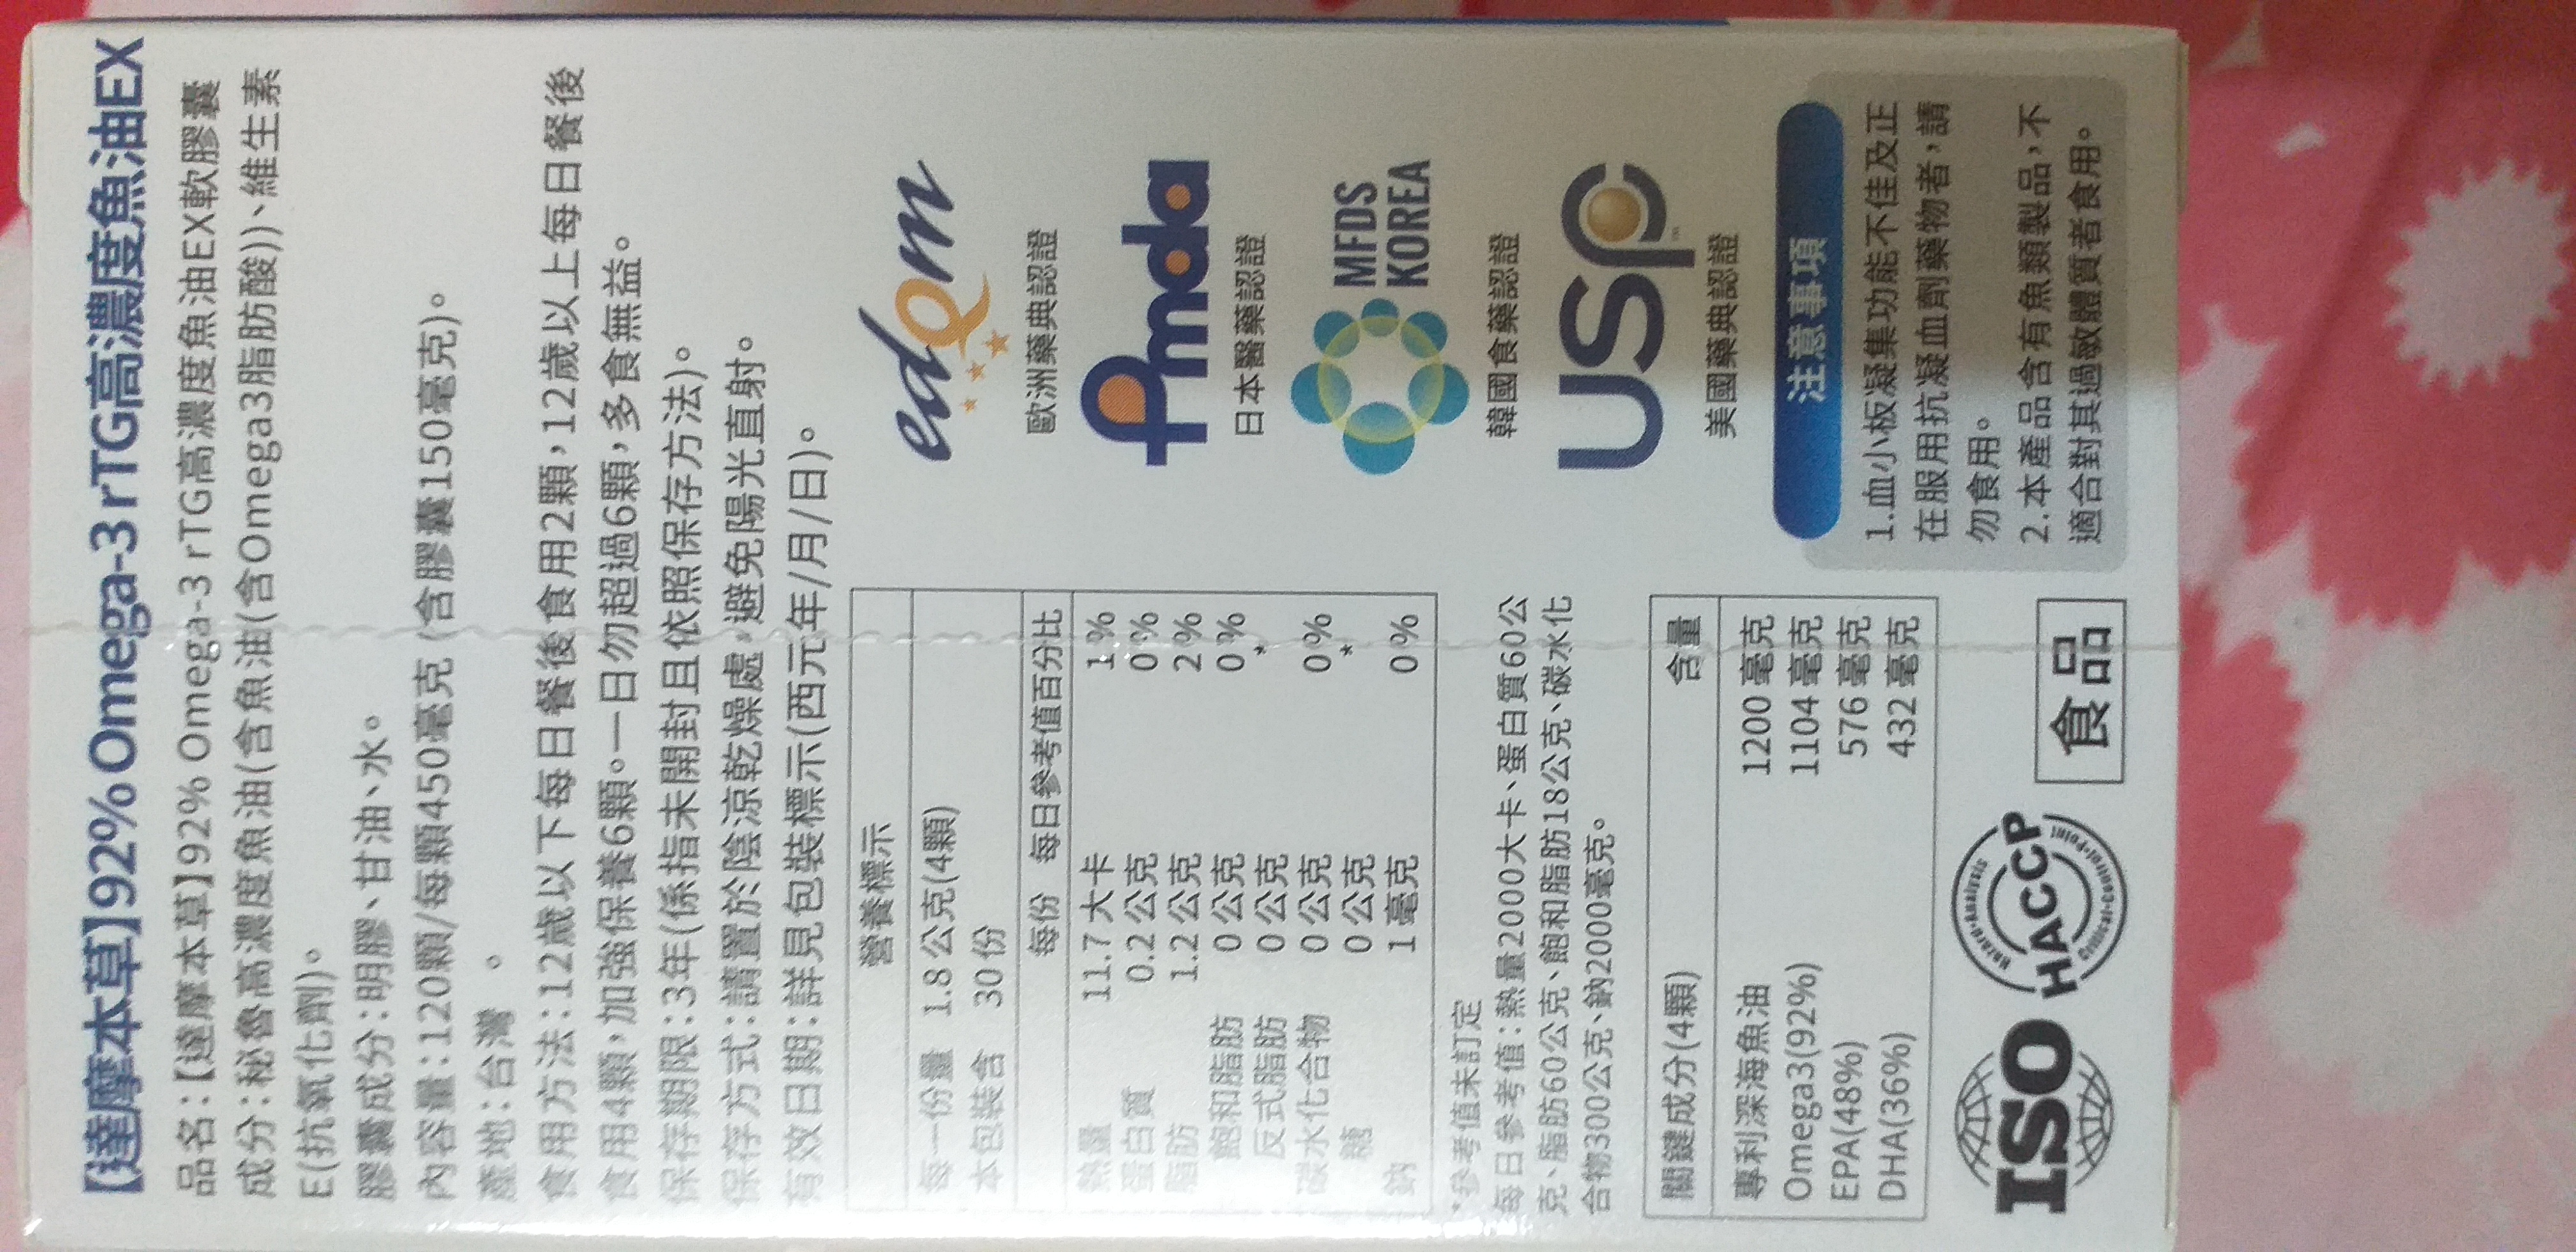 【達摩本草】92% Omega-3 rTG高濃度魚油EX
品名：【達摩本草】92% Omega-3 rTG高濃度魚油EX軟膠囊
成分：秘魯高濃度魚油(含魚油(含Omega3脂肪酸))、維生素
E(抗氧化劑)。
膠囊成分：明膠、甘油、水。
內容量：120顆/每顆450毫克 (含膠囊150毫克)。
產地：台灣 。
食用方法：12歲以下每日餐後食用2顆，12歲以上每日餐後
食用4顆，加強保養6顆。一日勿超過6顆，多食無益。
保存期限：3年(係指未開封且依照保存方法)。
保存方式：請置於陰涼乾燥處，避免陽光直射。
有效日期：詳見包裝標示(西元年/月/日)。
營養標示
每一份量 1.8 公克(4顆)
本包裝含 30 份
每份 每日參考值百分比
熱量 11.7 大卡 1 %
蛋白質 0.2 公克 0 %
脂肪 1.2 公克 2 %
飽和脂肪 0 公克 0 %
反式脂肪 0 公克 *
碳水化合物 0 公克 0 %
糖 0 公克 *
鈉 1 毫克 0 %
*參考值未訂定
每日參考值：熱量2000大卡、蛋白質60公
克、脂肪60公克、飽和脂肪18公克、碳水化
合物300公克、鈉2000毫克。
關鍵成分(4顆) 含量
專利深海魚油 1200 毫克
Omega3(92%) 1104 毫克
EPA(48%) 576 毫克
DHA(36%) 432 毫克
ISO
HACCP
Hazard•Analysis
Critical•Control•Point
食品
edQm
歐洲藥典認證
Pmda
日本醫藥認證
MFDS
KOREA
韓國食藥認證
USP
™
美國藥典認證
注意事項
1.血小板凝集功能不佳及正
在服用抗凝血劑藥物者，請
勿食用。
2.本產品含有魚類製品，不
適合對其過敏體質者食用。